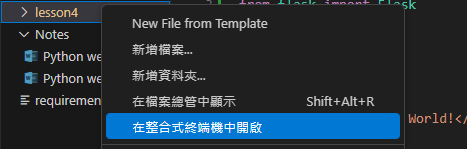 lesson4
from flask import Flask
New File from Template
Notes
新增檔案...
Python we
新增資料夾...
Python we
在檔案總管中顯示 Shift+Alt+R
requiremen
World!</
在整合式終端機中開啟